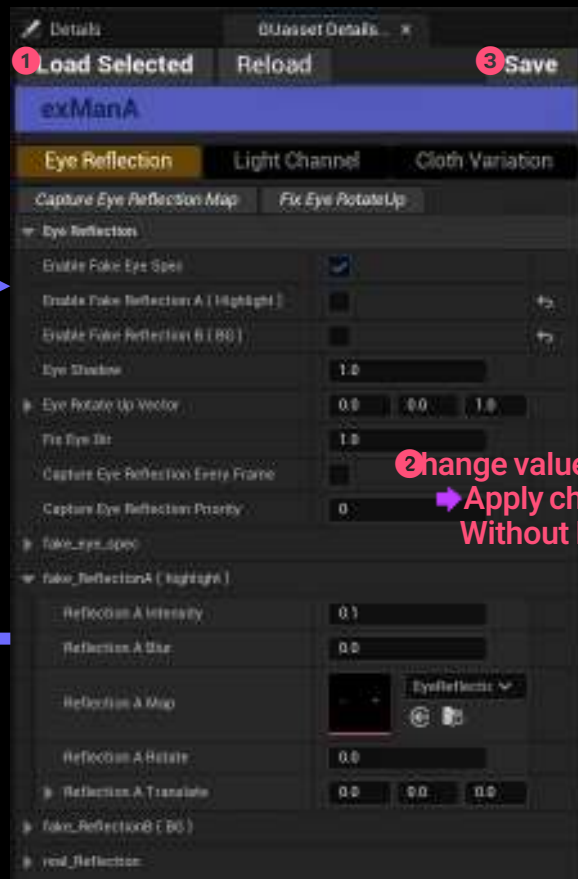 Details GUasset Details... ×
1 Load Selected Reload 3 Save
exManA
Eye Reflection Light Channel Cloth Variation
Capture Eye Reflection Map Fix Eye RotateUp
Eye Reflection
Enable Fake Eye Spec
Enable Fake Reflection A ( Highlight )
Enable Fake Reflection B ( BG )
Eye Shadow 1.0
Eye Rotate Up Vector 0.0 0.0 1.0
Fix Eye Dir 1.0
Capture Eye Reflection Every Frame
2 hange value
Capture Eye Reflection Priority 0
Apply ch
Without
fake_eye_spec
fake_ReflectionA ( highlight )
Reflection A Intensity 0.1
Reflection A Blur 0.0
Reflection A Map EyeReflectic
Reflection A Rotate 0.0
Reflection A Translate 0.0 0.0 0.0
fake_ReflectionB ( BG )
real_Reflection